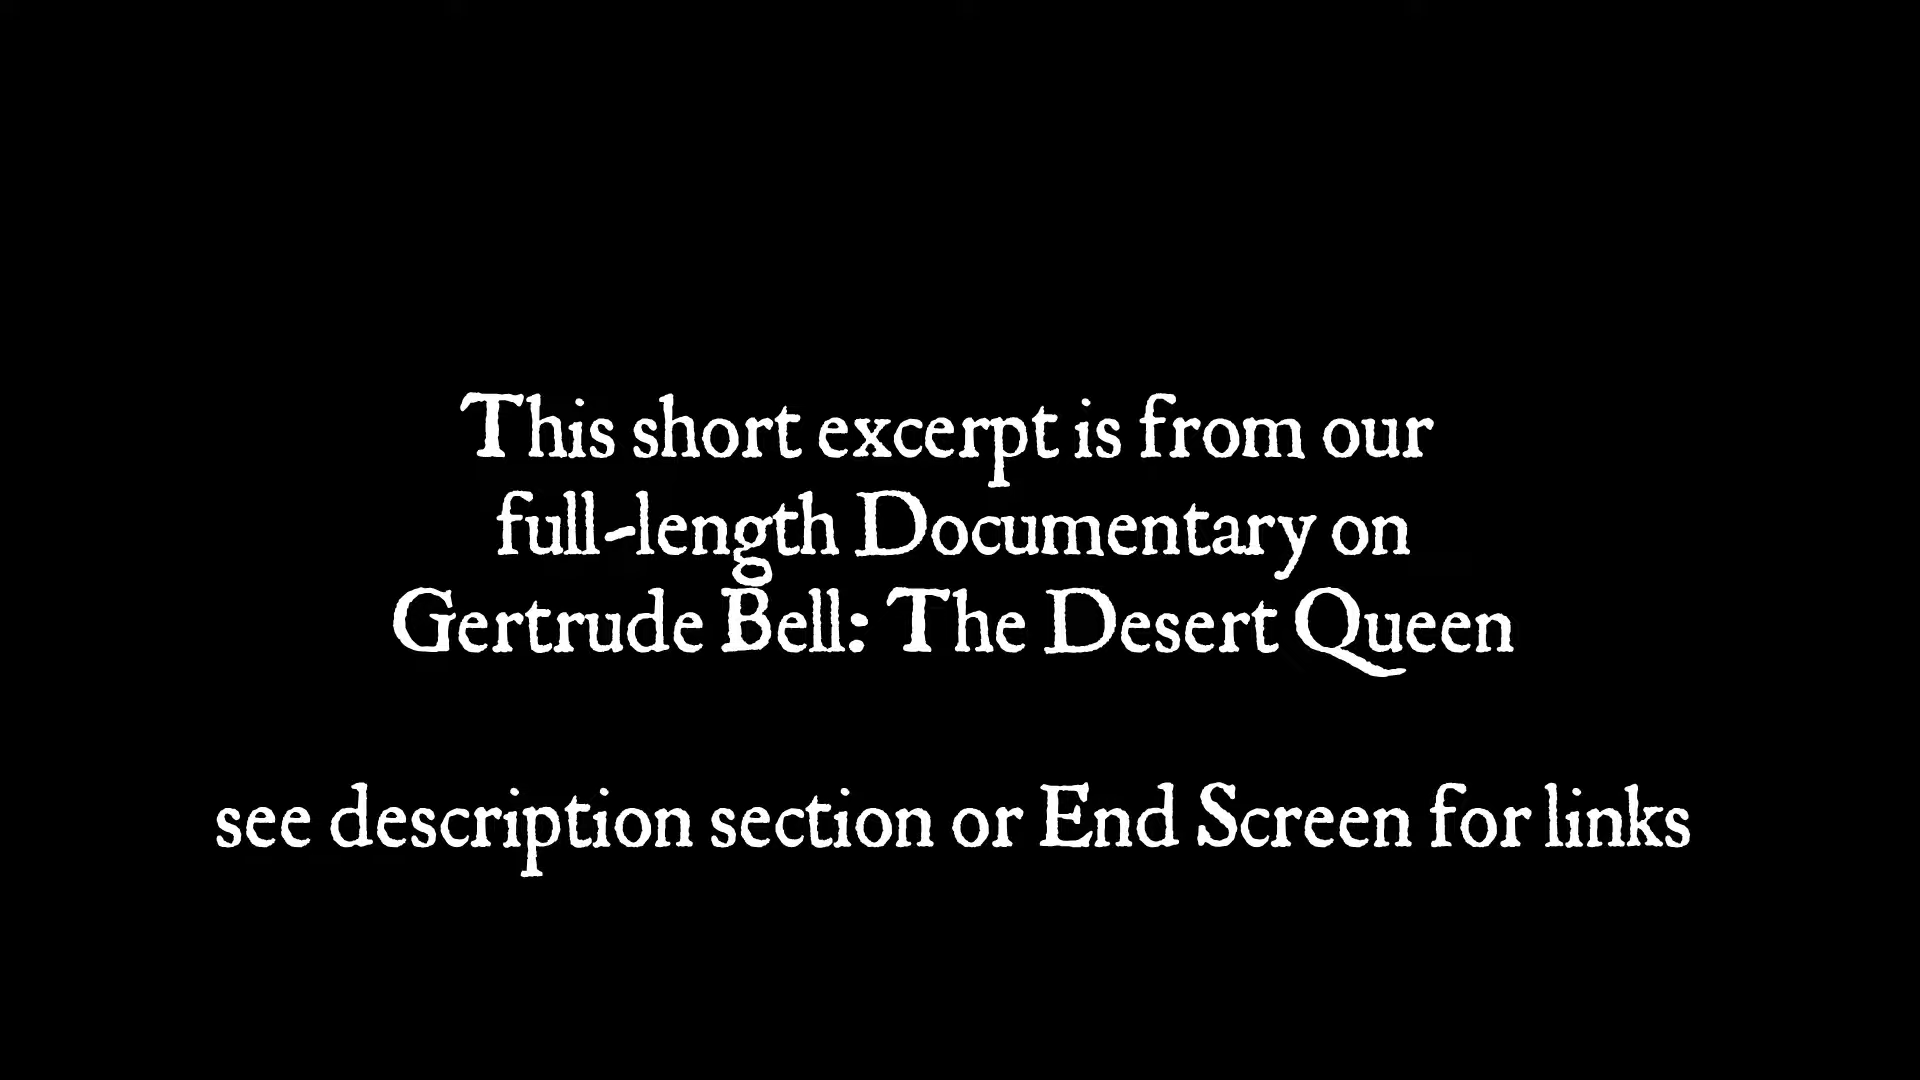 This short excerpt is from our
full-length Documentary on
Gertrude Bell: The Desert Queen
see description section or End Screen for links